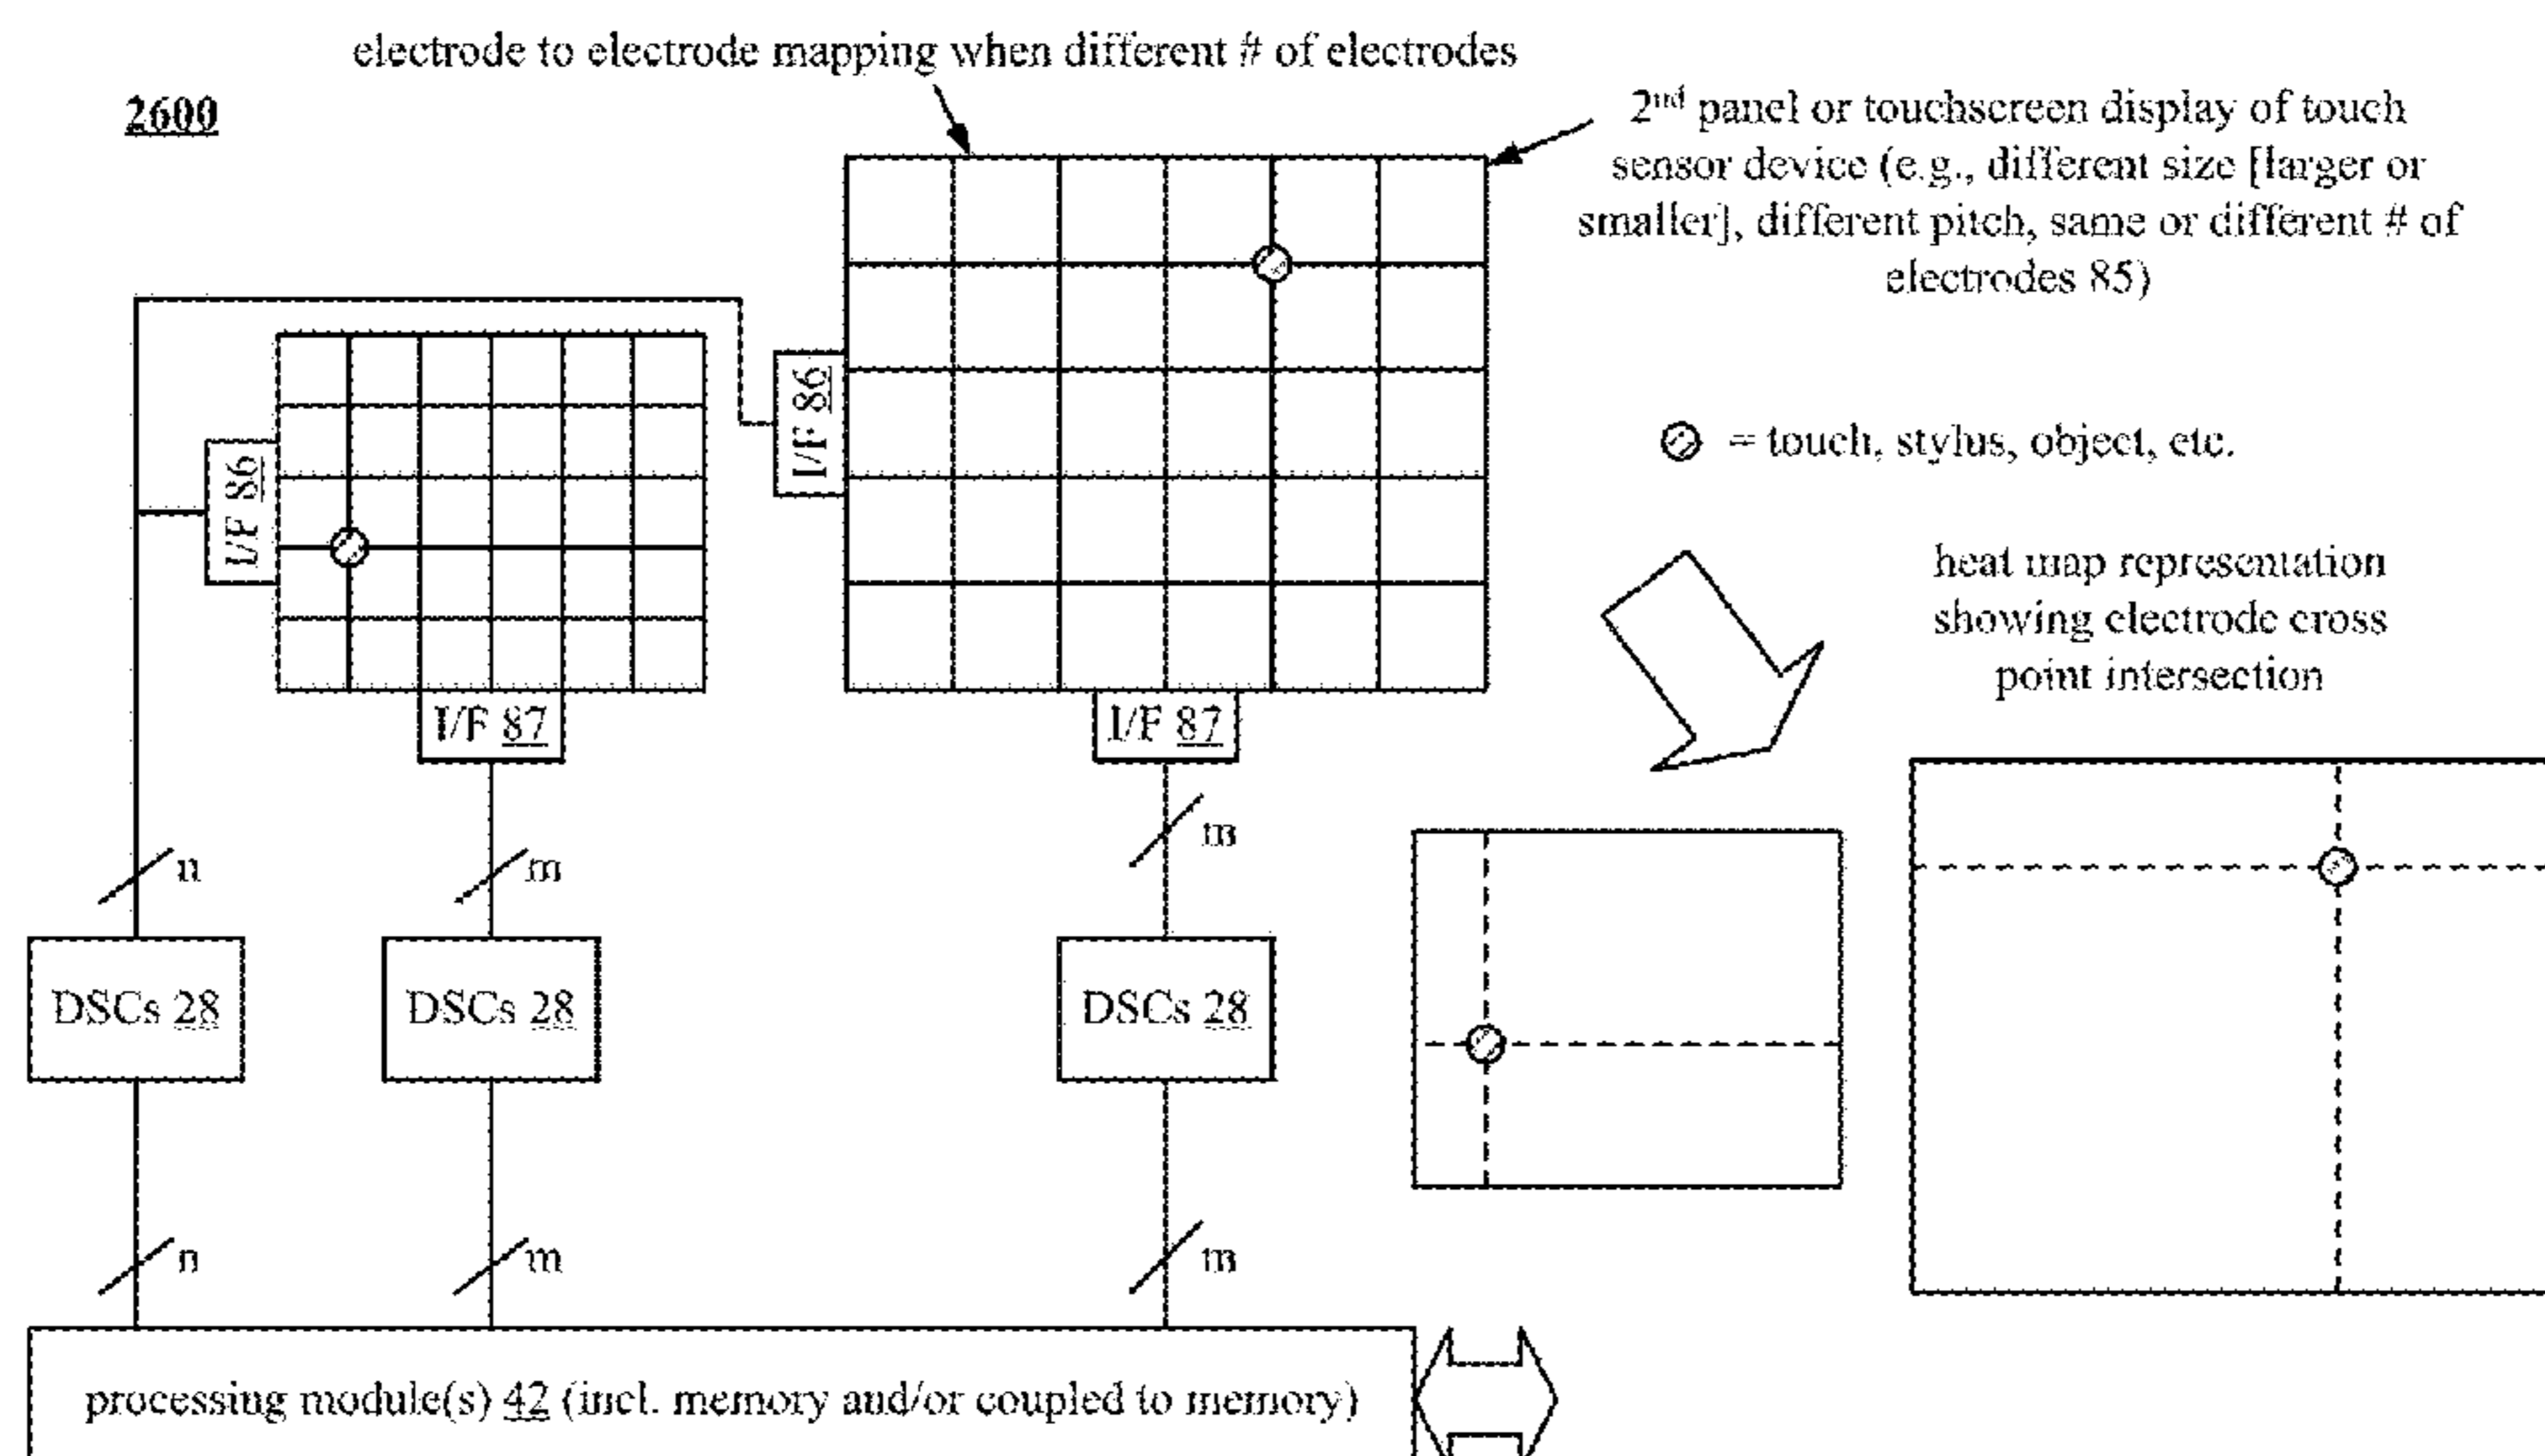 electrode to electrode mapping when different # of electrodes
2600
2nd panel or touchscreen display of touch
sensor device (e.g., different size [larger or
smaller], different pitch, same or different # of
electrodes 85)
I/F 86
I/F 86
= touch, stylus, object, etc.
heat map representation
showing electrode cross
point intersection
I/F 87
I/F 87
n
m
m
DSCs 28
DSCs 28
DSCs 28
n
m
m
processing module(s) 42 (incl. memory and/or coupled to memory)